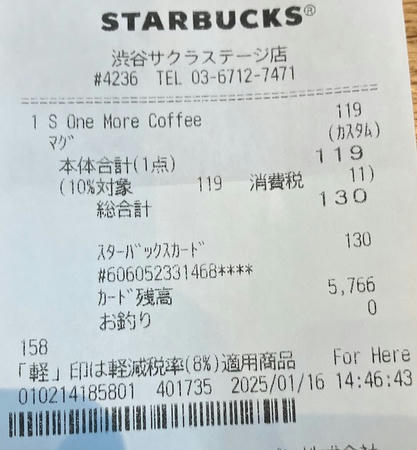 STARBUCKS®
渋谷サクラステージ店
#4236 TEL 03-6712-7471
1 S One More Coffee 119
マグ (カスタム)
本体合計(1点) 119
(10%対象 119 消費税 11)
総合計 130
スターバックスカード 130
#606052331468****
カード残高 5,766
お釣り 0
158
「軽」印は軽減税率(8%)適用商品 For Here
010214185801 401735 2025/01/16 14:46:43